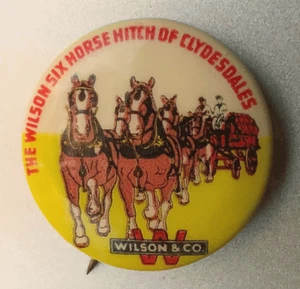 THE WILSON SIX HORSE HITCH OF CLYDESDALES
W
WILSON & CO.